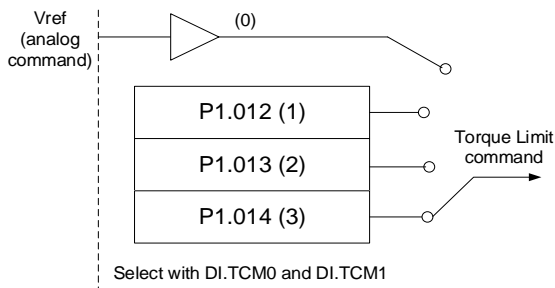 Vref
(analog
command)
(0)
P1.012 (1)
P1.013 (2)
P1.014 (3)
Torque Limit
command
Select with DI.TCM0 and DI.TCM1